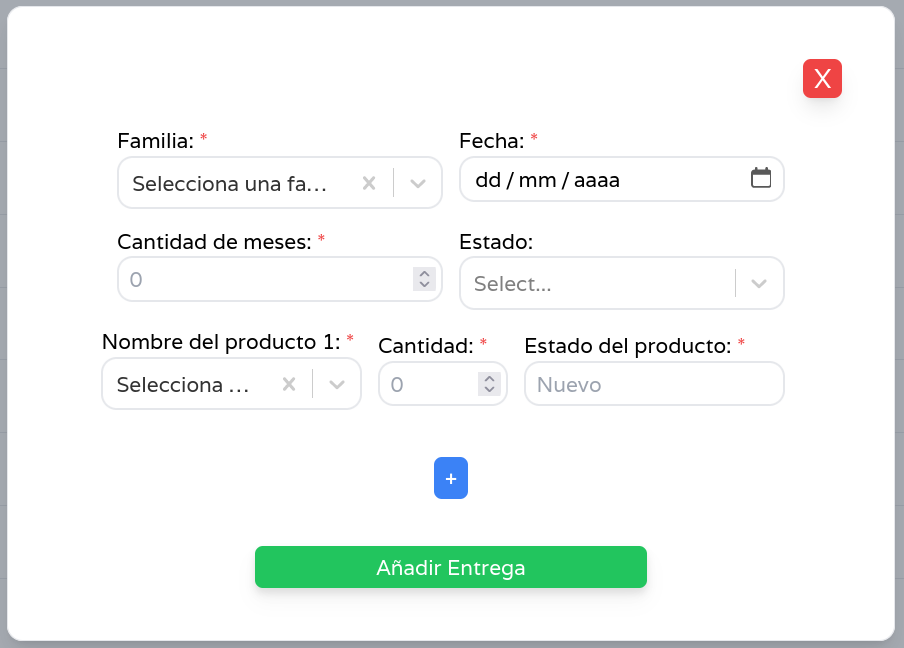 X
Familia: * Fecha: *
Selecciona una fa... dd / mm / aaaa
Cantidad de meses: * Estado:
0 Select...
Nombre del producto 1: * Cantidad: * Estado del producto: *
Selecciona ... 0 Nuevo
+
Añadir Entrega